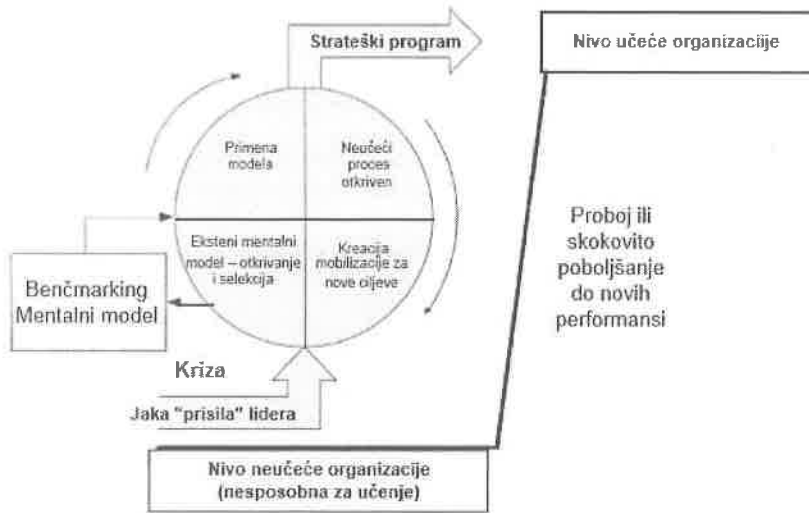 Strateški program
Nivo učeće organizacije
Primena
modela
Neučeći
proces
otkriven
Eksteni mentalni
model – otkrivanje
i selekcija
Kreacija
mobilizacije za
nove ciljeve
Benčmarking
Mentalni model
Proboj ili
skokovito
poboljšanje
do novih
performansi
Kriza
Jaka "prisila" lidera
Nivo neučeće organizacije
(nesposobna za učenje)